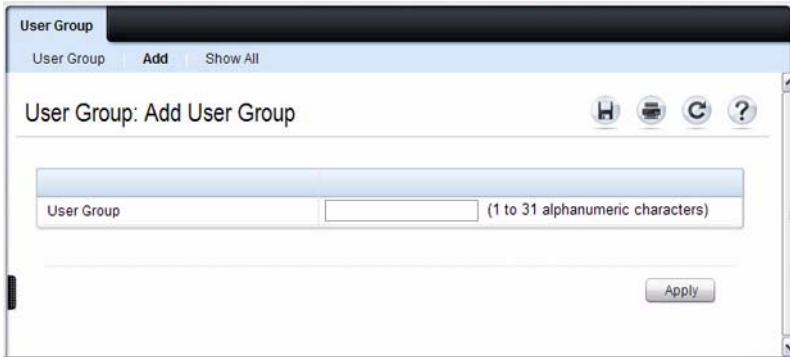 User Group
User Group Add Show All
User Group: Add User Group
User Group (1 to 31 alphanumeric characters)
Apply